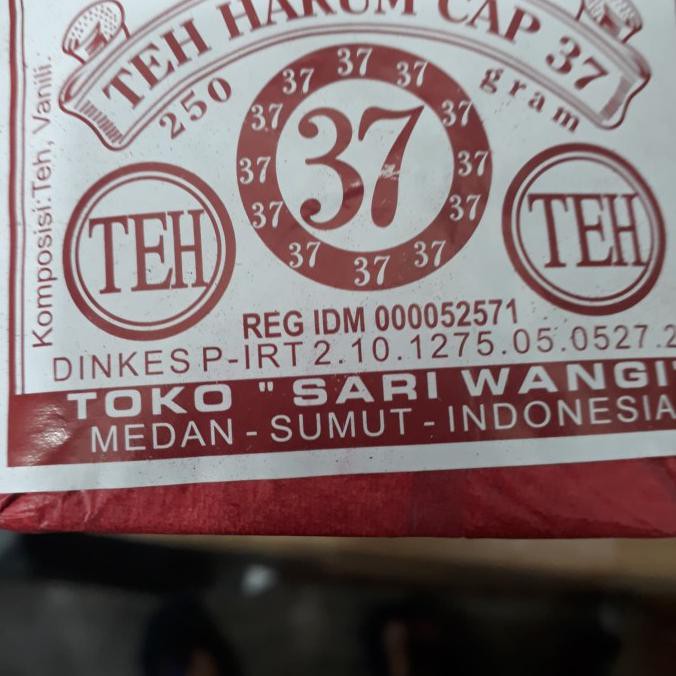 TEH HARUM CAP 37
250 gram
37 37 37 37 37 37 37 37 37 37 37 37
37
TEH
TEH
Komposisi:Teh, Vanili.
REG IDM 000052571
DINKES P-IRT 2.10.1275.05.0527.2
TOKO " SARI WANGI"
MEDAN - SUMUT - INDONESIA